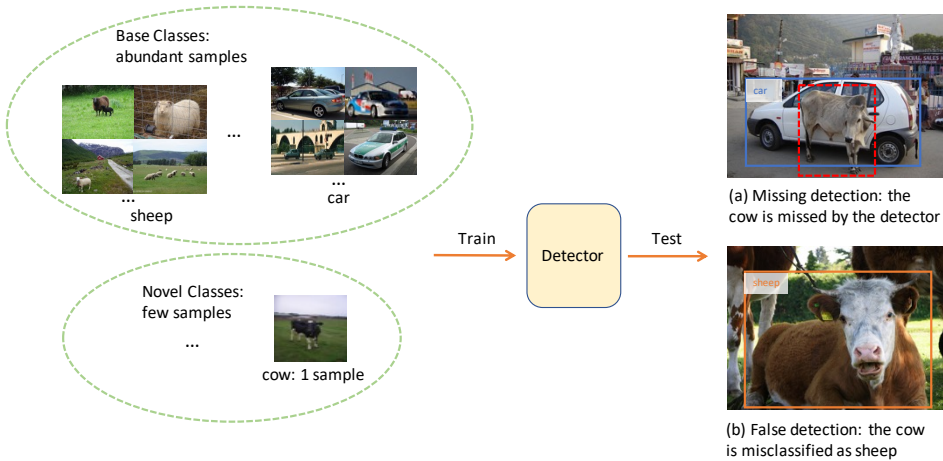 Base Classes:
abundant samples
...
...
sheep
...
car
Novel Classes:
few samples
...
cow: 1 sample
Train
Detector
Test
car
(a) Missing detection: the
cow is missed by the detector
sheep
(b) False detection: the cow
is misclassified as sheep